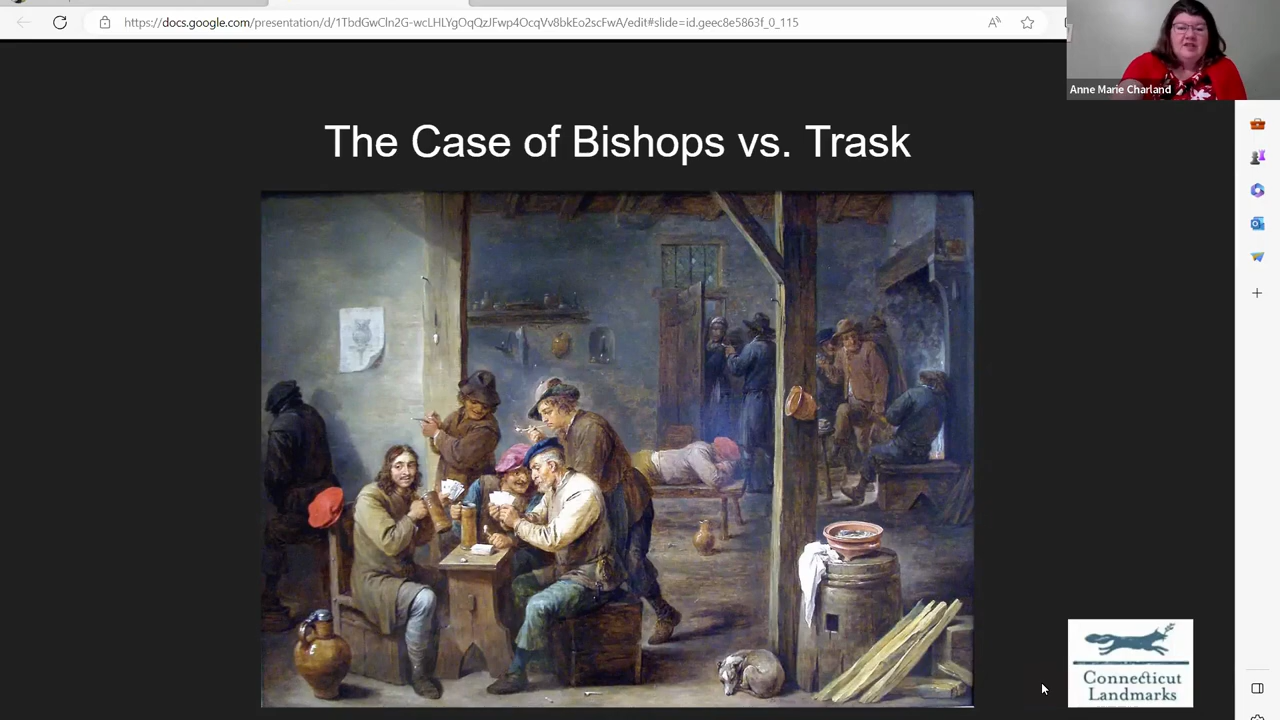 https://docs.google.com/presentation/d/1TbdGwCln2G-wcLHLYgOqQzJFwp4OcqVv8bkEo2scFwA/edit#slide=id.geec8e5863f_0_115
Anne Marie Charland
The Case of Bishops vs. Trask
Connecticut
Landmarks